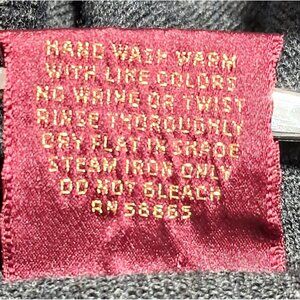 HAND WASH WARM
WITH LIKE COLORS
NO WRING OR TWIST
RINSE THOROUGHLY
DRY FLAT IN SHADE
STEAM IRON ONLY
DO NOT BLEACH
RN 58865